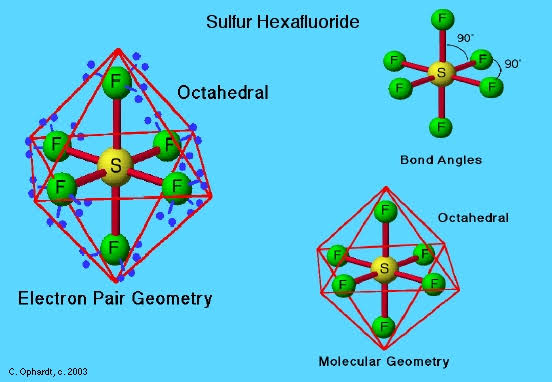 Sulfur Hexafluoride
Octahedral
F
F
F
S
F
F
F
Electron Pair Geometry
F
90°
F
F
S
90°
F
F
F
Bond Angles
Octahedral
F
F
F
S
F
F
F
Molecular Geometry
C. Ophardt, c. 2003